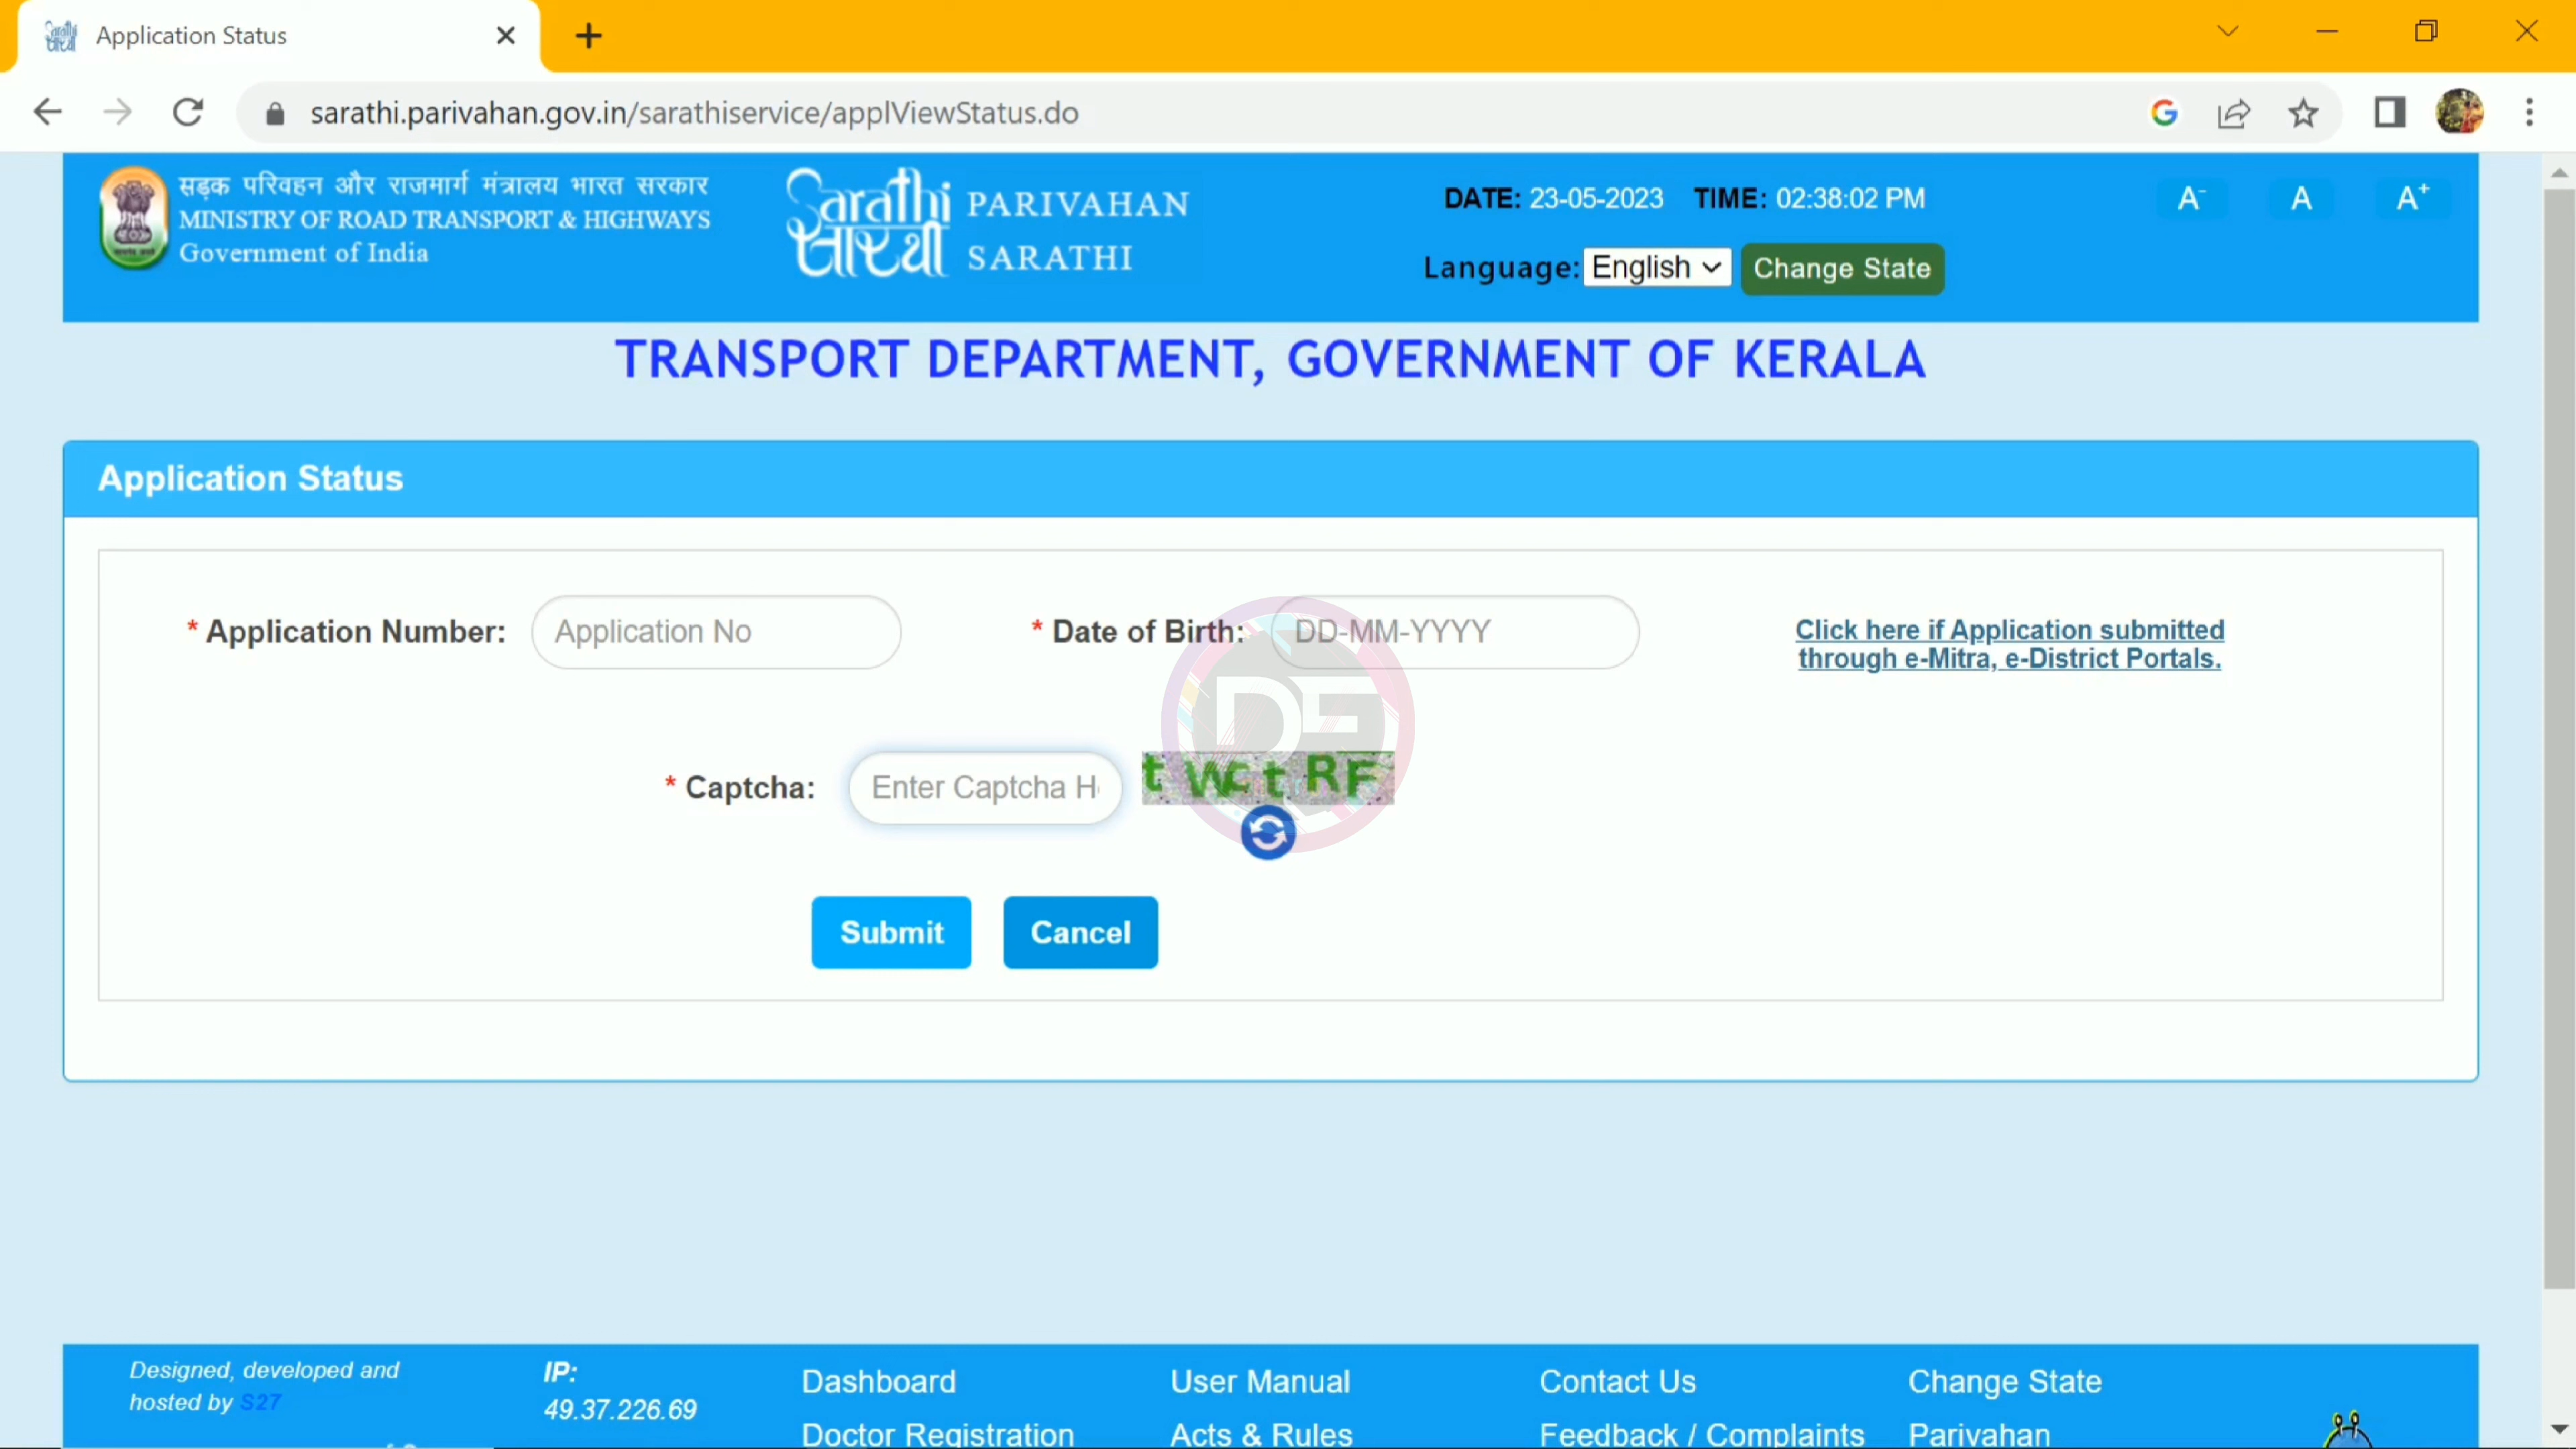 Application Status
sarathi.parivahan.gov.in/sarathiservice/applViewStatus.do
सड़क परिवहन और राजमार्ग मंत्रालय भारत सरकार
MINISTRY OF ROAD TRANSPORT & HIGHWAYS
Government of India
Sarathi
सारथी
PARIVAHAN
SARATHI
DATE: 23-05-2023 TIME: 02:38:02 PM
A- A A+
Language: English Change State
TRANSPORT DEPARTMENT, GOVERNMENT OF KERALA
Application Status
* Application Number: Application No
* Date of Birth: DD-MM-YYYY
Click here if Application submitted
through e-Mitra, e-District Portals.
* Captcha: Enter Captcha H
t W c t R F
DG
Submit Cancel
Designed, developed and
hosted by S27
IP:
49.37.226.69
Dashboard User Manual Contact Us Change State
Doctor Registration Acts & Rules Feedback / Complaints Parivahan